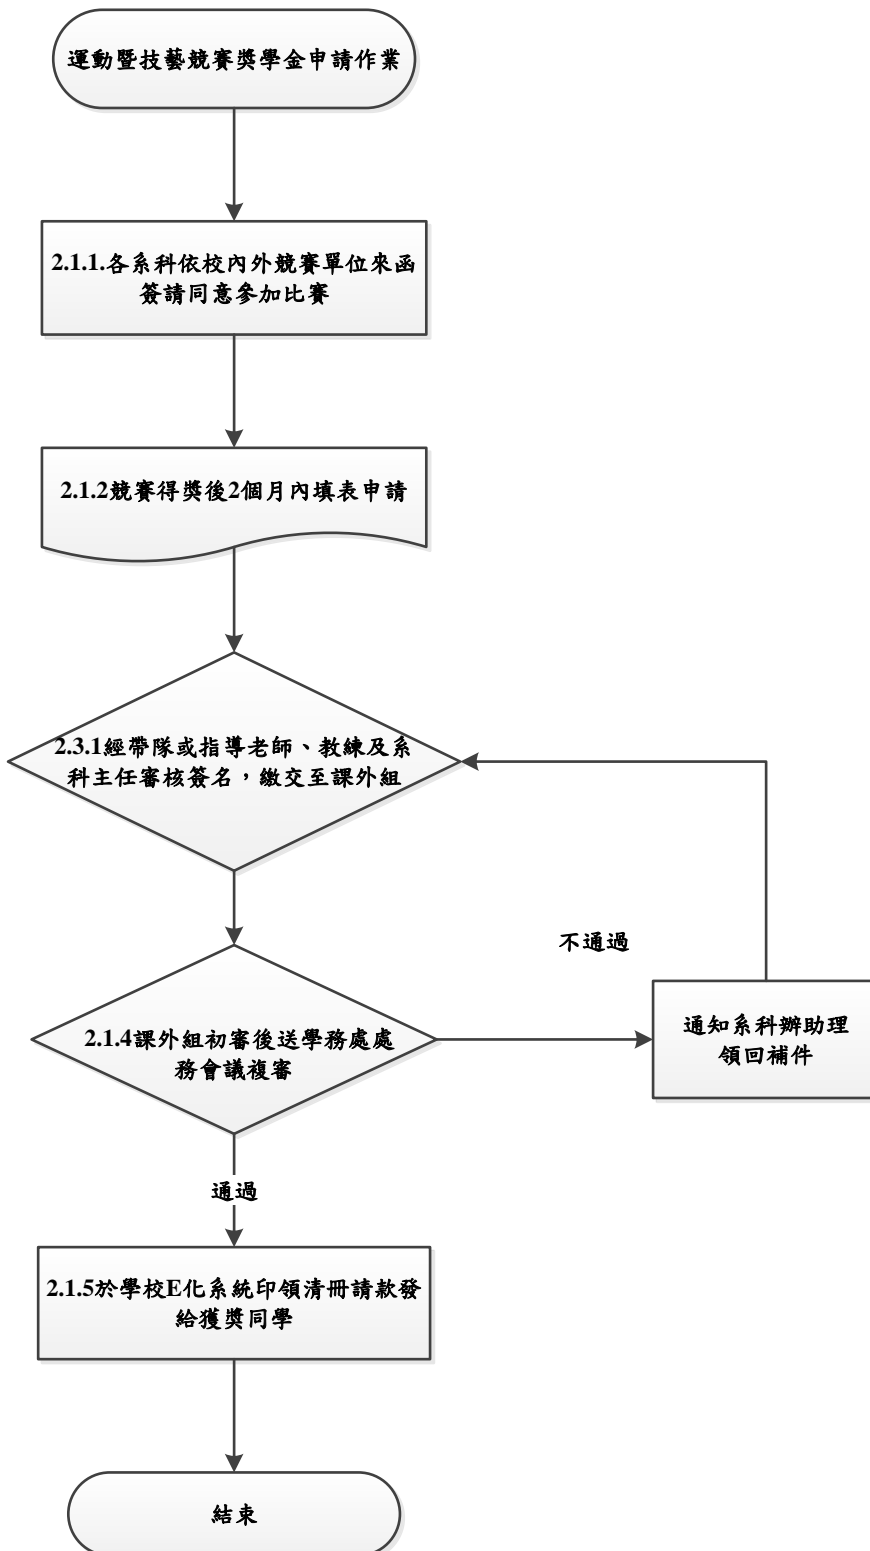 運動暨技藝競賽獎學金申請作業
2.1.1.各系科依校內外競賽單位來函
簽請同意參加比賽
2.1.2競賽得獎後2個月內填表申請
2.3.1經帶隊或指導老師、教練及系
科主任審核簽名，繳交至課外組
不通過
2.1.4課外組初審後送學務處處
務會議複審
通知系科辦助理
領回補件
通過
2.1.5於學校E化系統印領清冊請款發
給獲獎同學
結束